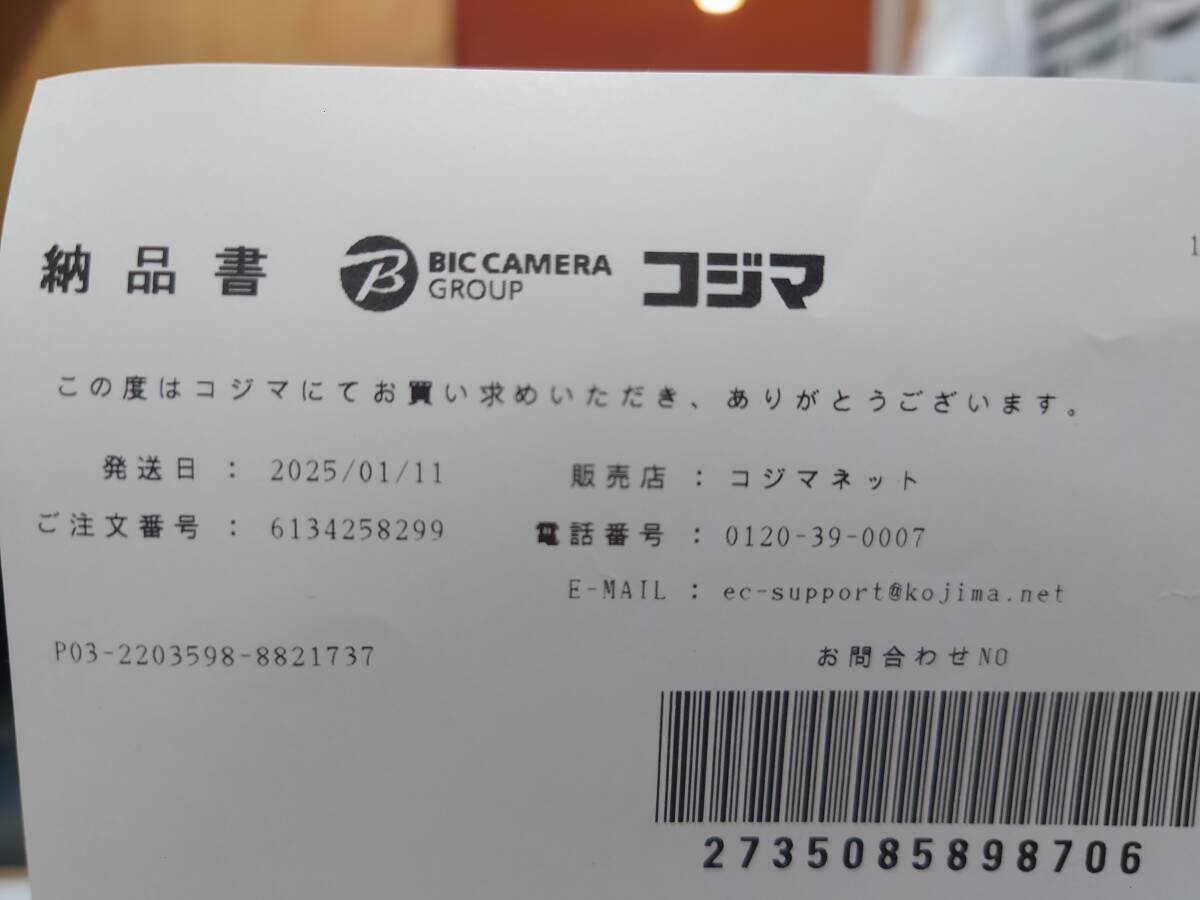 納品書 BIC CAMERA GROUP コジマ
この度はコジマにてお買い求めいただき、ありがとうございます。
発送日 : 2025/01/11 販売店 : コジマネット
ご注文番号 : 6134258299 電話番号 : 0120-39-0007
E-MAIL : ec-support@kojima.net
P03-2203598-8821737 お問合わせNO
2735085898706